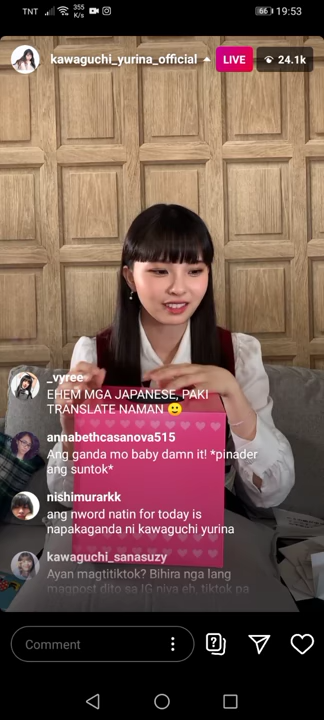 TNT 355 K/s 66 19:53
kawaguchi_yurina_official LIVE 24.1k
_vyree
EHEM MGA JAPANESE, PAKI
TRANSLATE NAMAN 🙂
annabethcasanova515
Ang ganda mo baby damn it! *pinader
ang suntok*
nishimurarkk
ang nword natin for today is
napakaganda ni kawaguchi yurina
kawaguchi_sanasuzy
Ayan magtitiktok? Bihira nga lang
magpost dito sa IG niya eh, tiktok pa
Comment